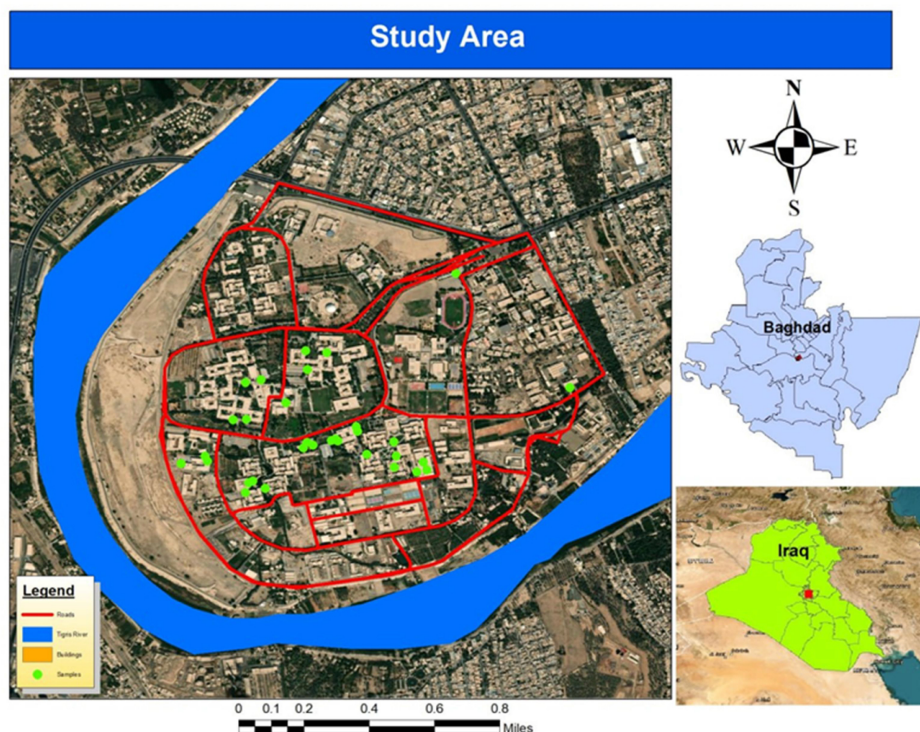 Study Area
N
W E
S
Baghdad
Iraq
Legend
Roads
Tigris River
Buildings
Samples
0 0.1 0.2 0.4 0.6 0.8
Miles